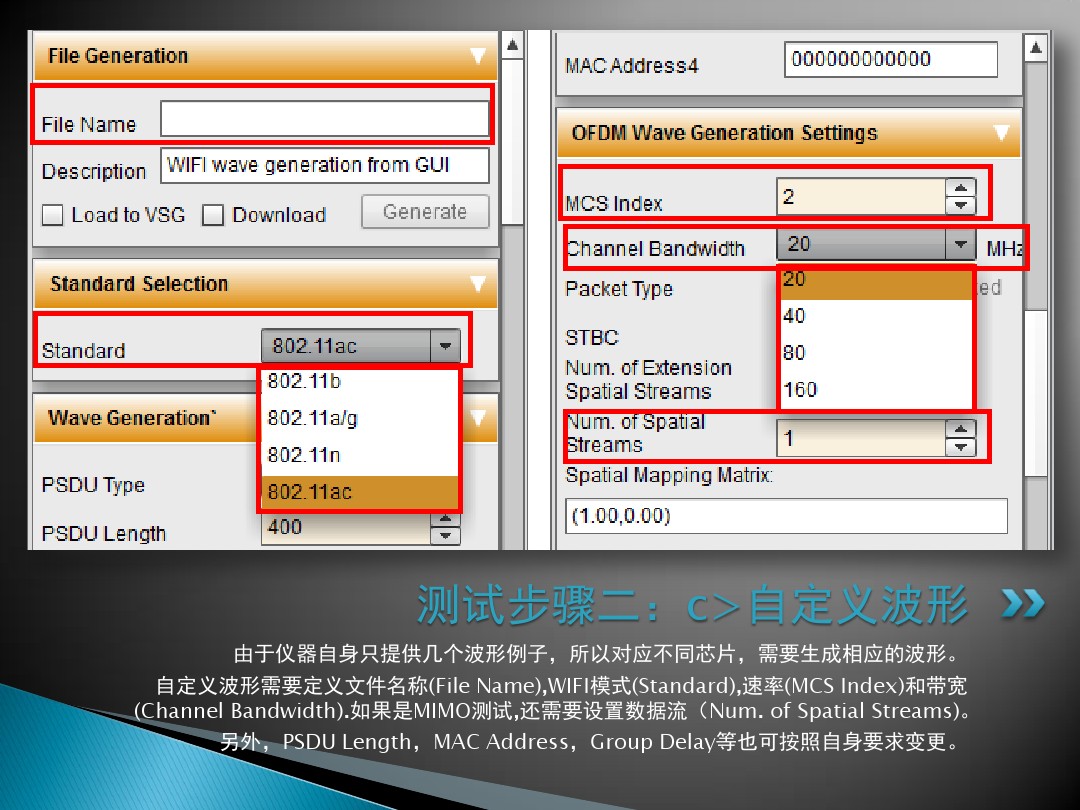 File Generation
File Name
Description WIFI wave generation from GUI
Load to VSG Download Generate
Standard Selection
Standard 802.11ac
802.11b
802.11a/g
802.11n
802.11ac
Wave Generation`
PSDU Type
PSDU Length 400
MAC Address4 000000000000
OFDM Wave Generation Settings
MCS Index 2
Channel Bandwidth 20 MHz
20
40
80
160
Packet Type ed
STBC
Num. of Extension
Spatial Streams
Num. of Spatial
Streams 1
Spatial Mapping Matrix:
(1.00,0.00)
测试步骤二：c>自定义波形
由于仪器自身只提供几个波形例子，所以对应不同芯片，需要生成相应的波形。
自定义波形需要定义文件名称(File Name),WIFI模式(Standard),速率(MCS Index)和带宽
(Channel Bandwidth).如果是MIMO测试,还需要设置数据流（Num. of Spatial Streams)。
另外，PSDU Length，MAC Address，Group Delay等也可按照自身要求变更。